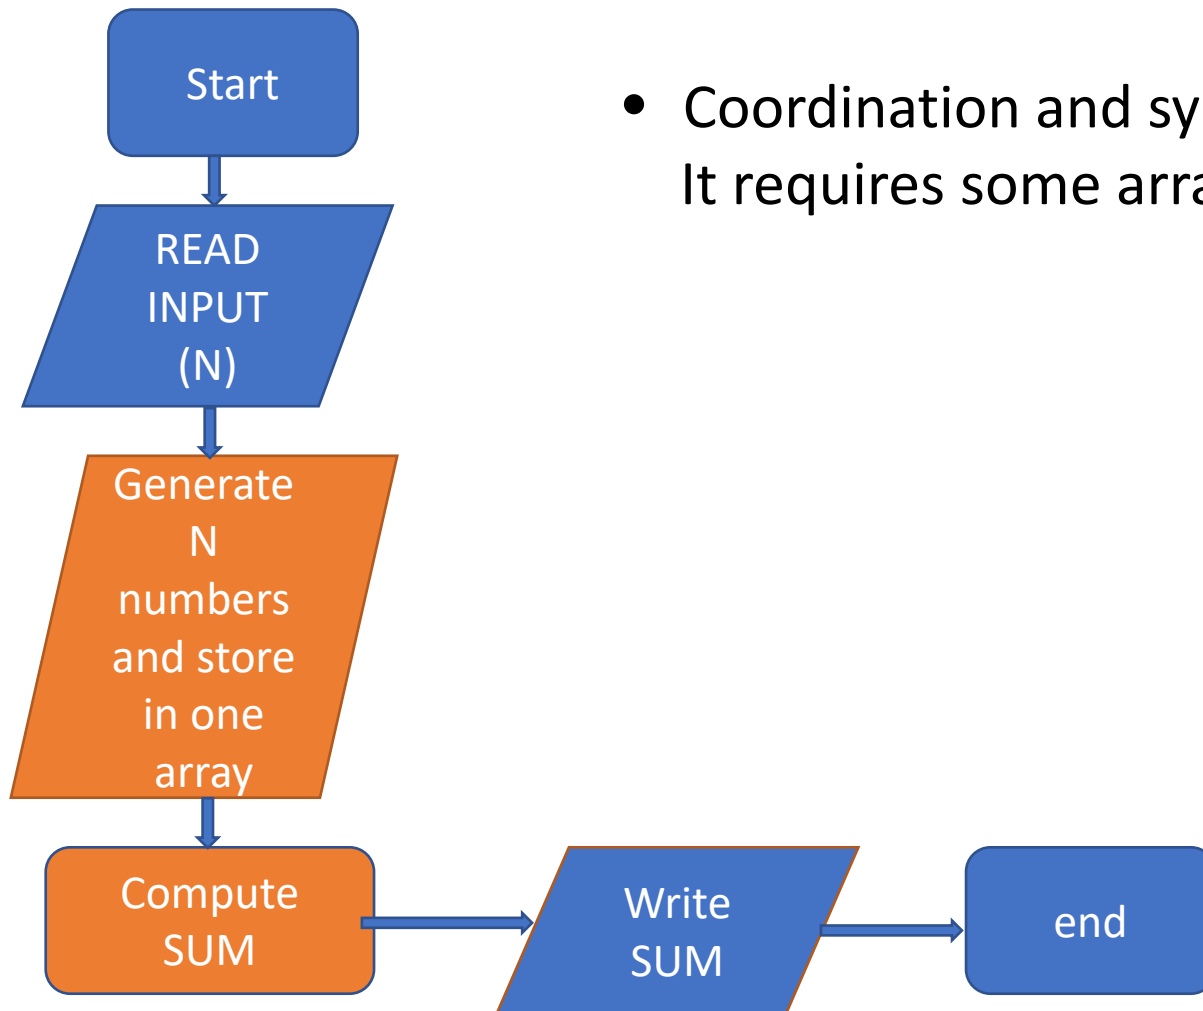 Start
• Coordination and sy
It requires some arra
READ
INPUT
(N)
Generate
N
numbers
and store
in one
array
Compute
SUM
Write
SUM
end